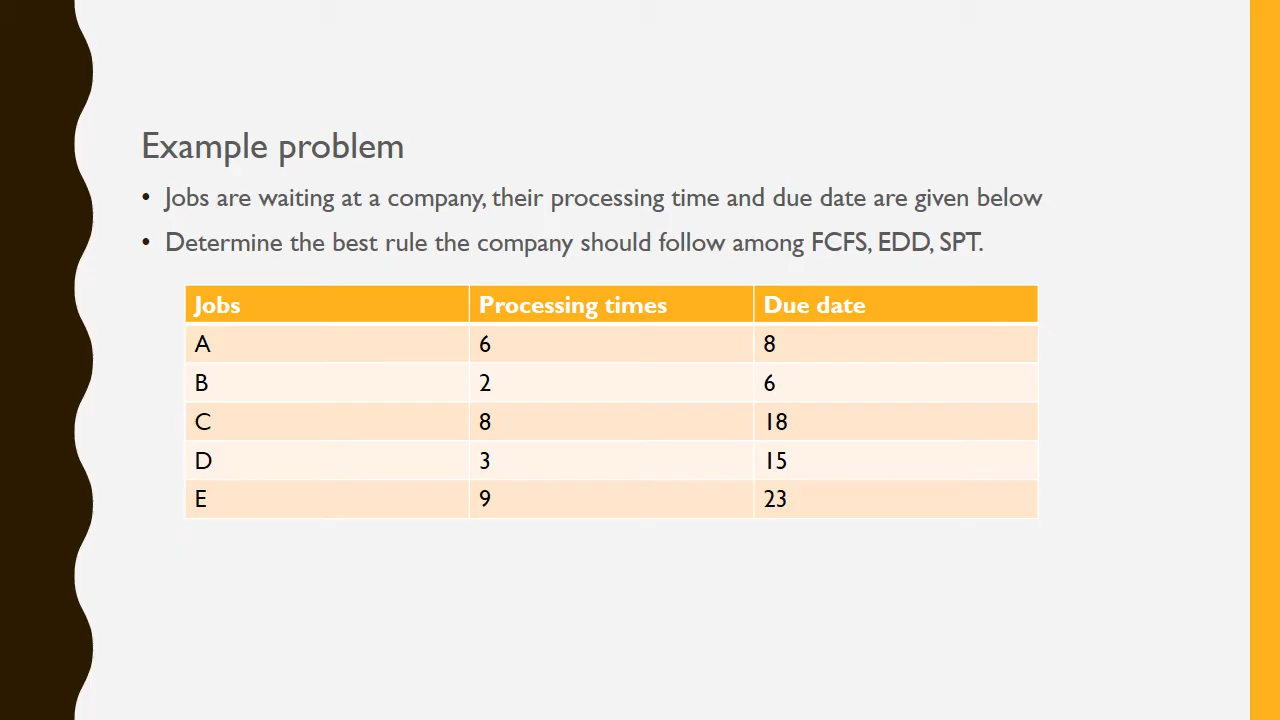 Example problem
• Jobs are waiting at a company, their processing time and due date are given below
• Determine the best rule the company should follow among FCFS, EDD, SPT.
Jobs Processing times Due date
A 6 8
B 2 6
C 8 18
D 3 15
E 9 23